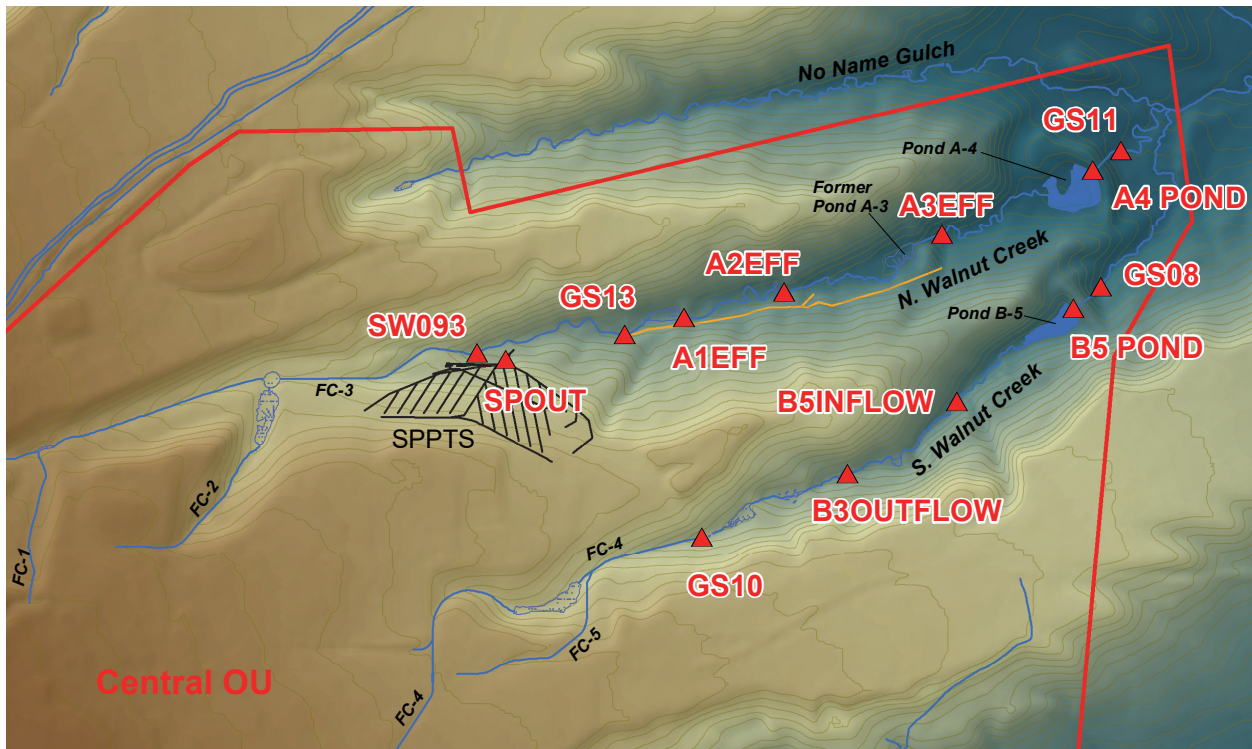 No Name Gulch
GS11
Pond A-4
A4 POND
Former
Pond A-3
A3EFF
N. Walnut Creek
A2EFF
GS13
SW093
A1EFF
GS08
Pond B-5
B5 POND
FC-3
SPOUT
SPPTS
B5INFLOW
S. Walnut Creek
B3OUTFLOW
FC-2
FC-1
FC-4
GS10
FC-5
Central OU
FC-4